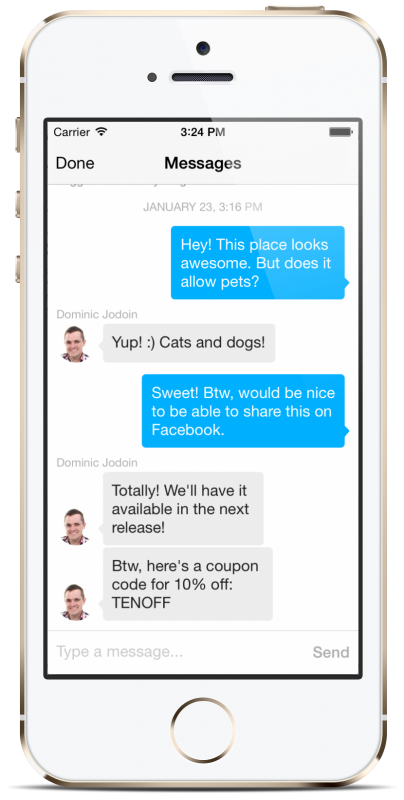 Carrier 3:24 PM
Done Messages
JANUARY 23, 3:16 PM
Hey! This place looks
awesome. But does it
allow pets?
Dominic Jodoin
Yup! :) Cats and dogs!
Sweet! Btw, would be nice
to be able to share this on
Facebook.
Dominic Jodoin
Totally! We'll have it
available in the next
release!
Btw, here's a coupon
code for 10% off:
TENOFF
Type a message... Send